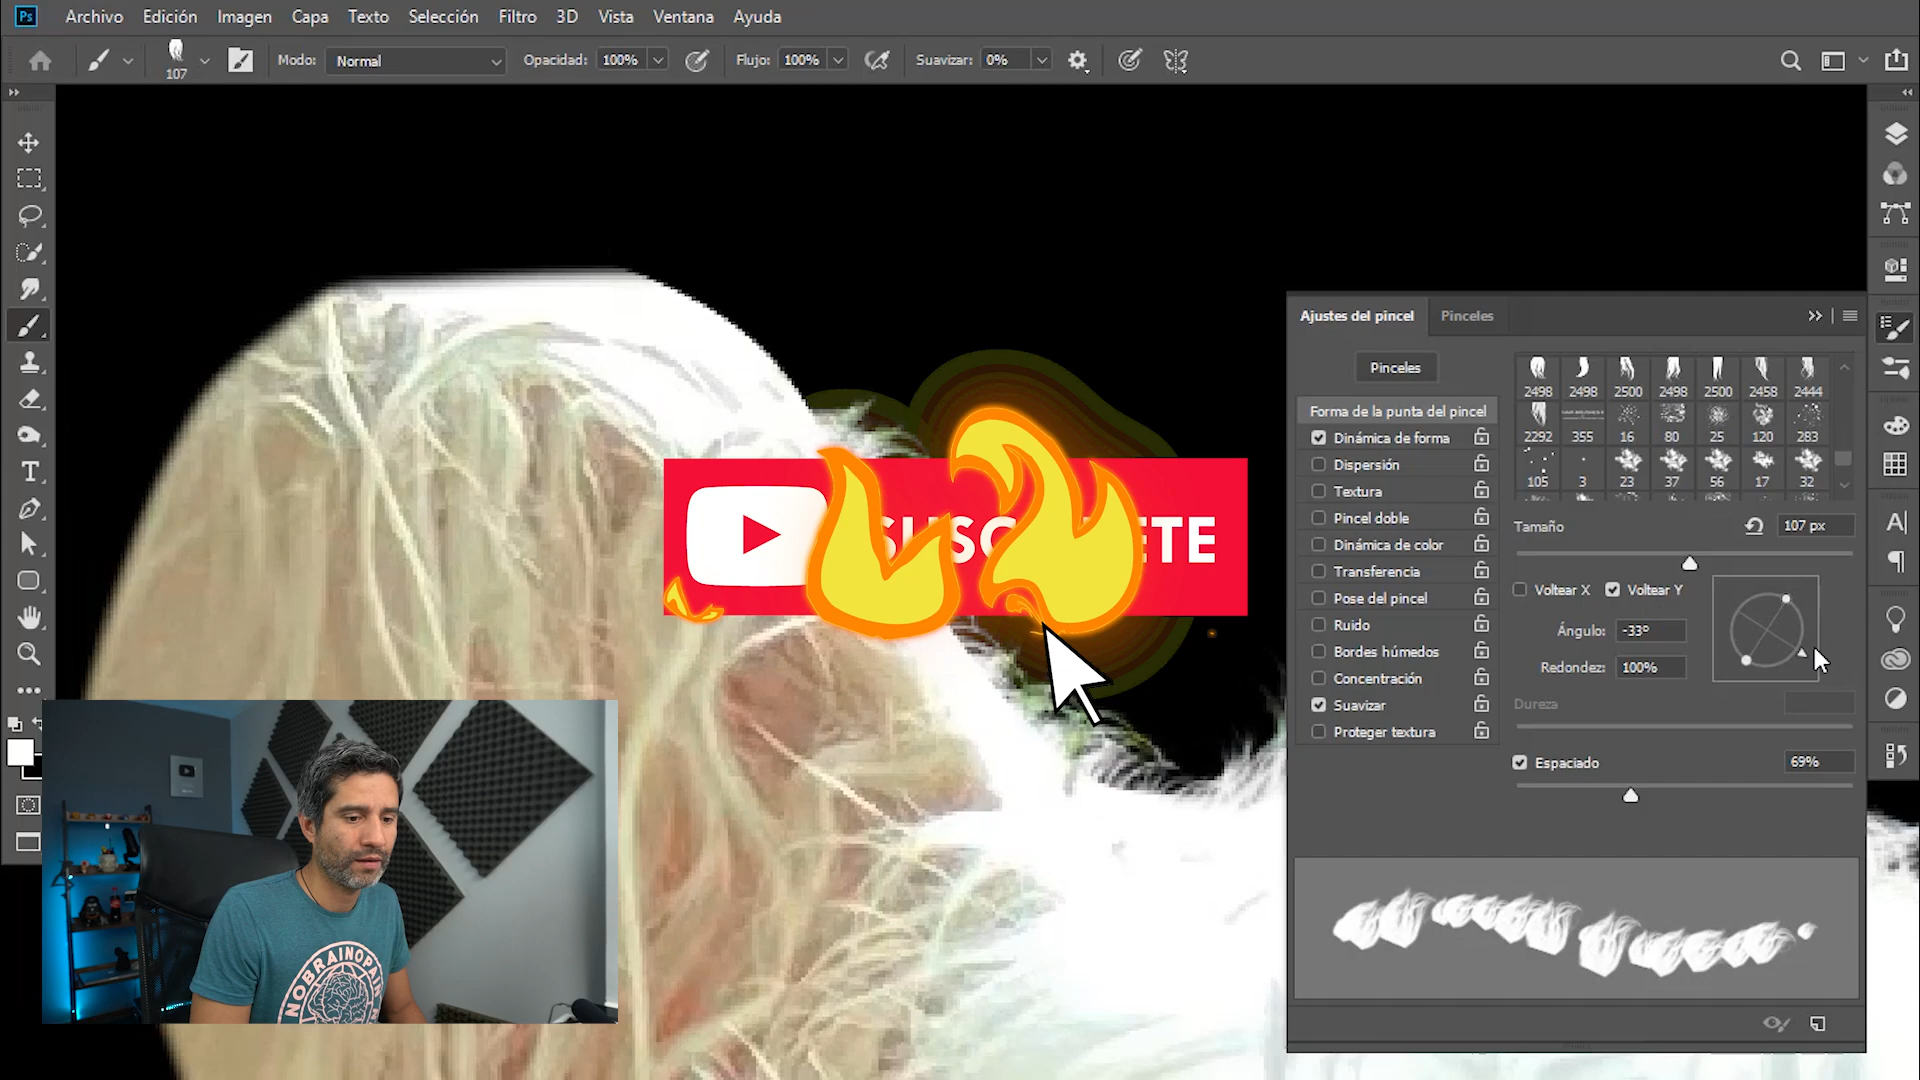 Ps Archivo Edición Imagen Capa Texto Selección Filtro 3D Vista Ventana Ayuda
107 Modo: Normal Opacidad: 100% Flujo: 100% Suavizar: 0%
Ajustes del pincel Pinceles
Pinceles
2498 2498 2500 2498 2500 2458 2444
Forma de la punta del pincel
2292 355 16 80 25 120 283
Dinámica de forma
Dispersión
105 3 23 37 56 17 32
Textura
Pincel doble
Tamaño 107 px
Dinámica de color
Transferencia
Voltear X Voltear Y
Pose del pincel
Ruido
Ángulo: -33º
Bordes húmedos
Redondez: 100%
Concentración
Dureza
Suavizar
Proteger textura
Espaciado 69%
NOBRAINOPAIN